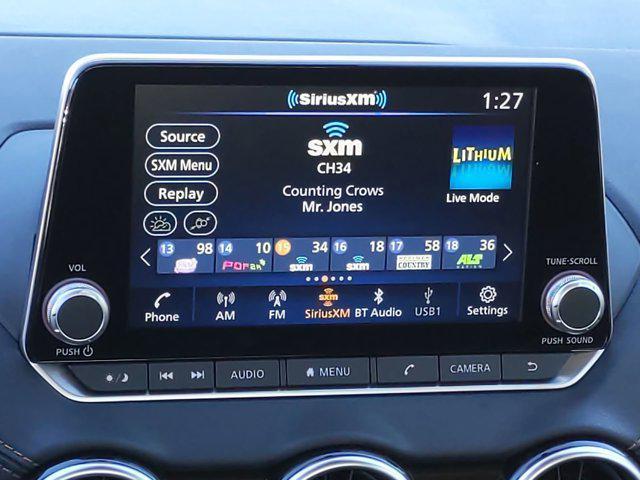 SiriusXM
1:27
Source
SXM Menu
Replay
sxm
CH34
Counting Crows
Mr. Jones
LITHIUM
Live Mode
13 98 14 10 15 34 16 18 17 58 18 36
sxm sxm COUNTRY ALT
Phone AM FM SiriusXM BT Audio USB1 Settings
VOL
PUSH
TUNE·SCROLL
PUSH SOUND
AUDIO MENU CAMERA